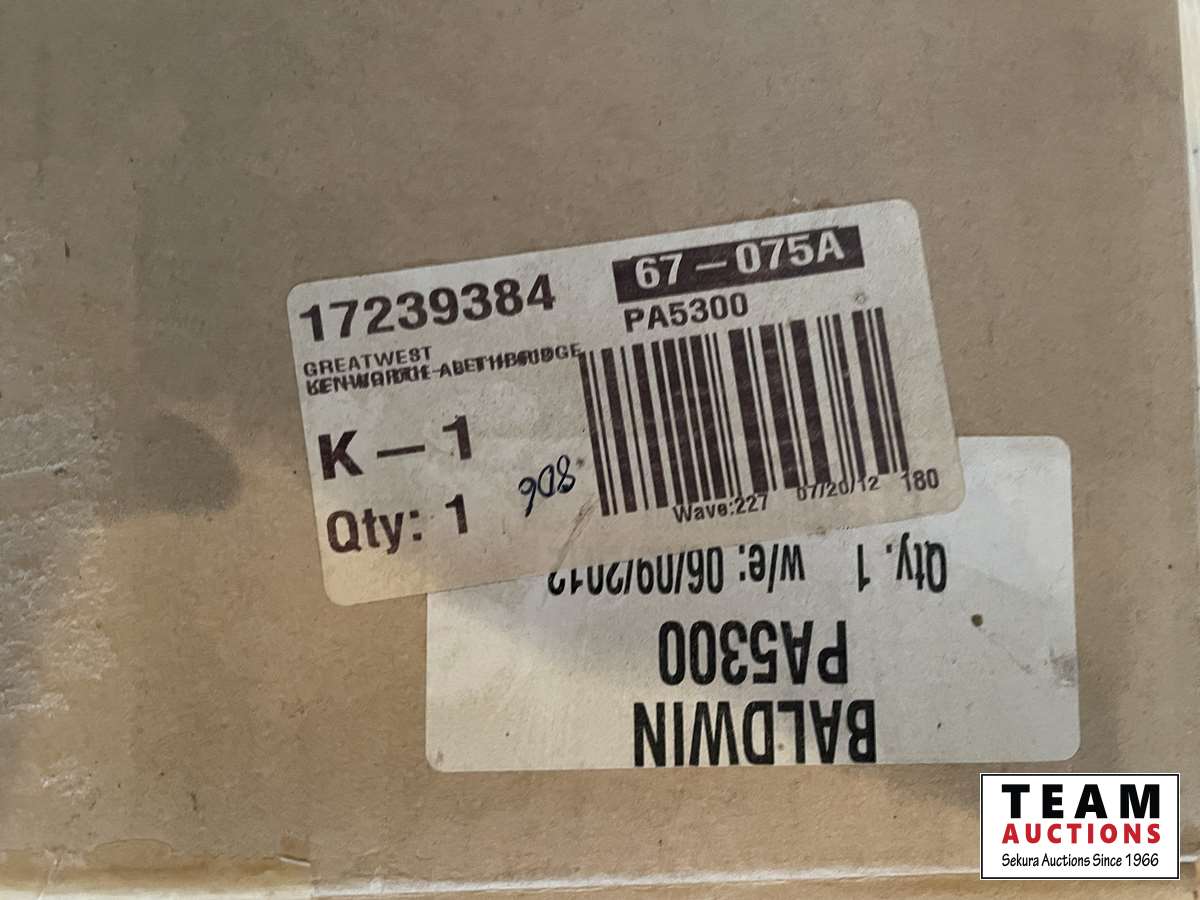 17239384
67-075A
PA5300
GREATWEST
K-1
Qty: 1
Wave:227 07/20/12 180
Qty. 1 w/e: 06/09/2012
PA5300
BALDWIN
TEAM
AUCTIONS
Sekura Auctions Since 1966